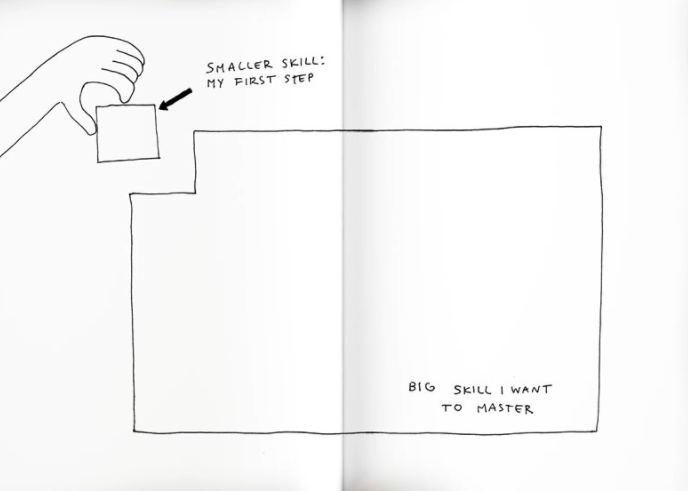 SMALLER SKILL:
MY FIRST STEP
BIG SKILL I WANT
TO MASTER